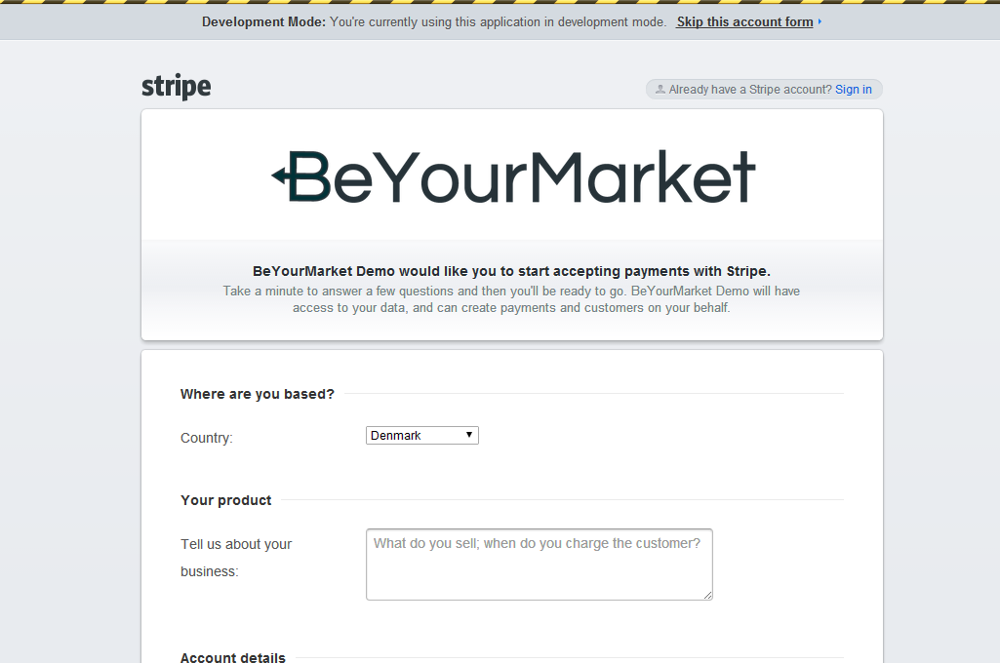 Development Mode: You're currently using this application in development mode. Skip this account form
stripe
Already have a Stripe account? Sign in
BeYourMarket
BeYourMarket Demo would like you to start accepting payments with Stripe.
Take a minute to answer a few questions and then you'll be ready to go. BeYourMarket Demo will have
access to your data, and can create payments and customers on your behalf.
Where are you based?
Country: Denmark
Your product
Tell us about your What do you sell; when do you charge the customer?
business:
Account details